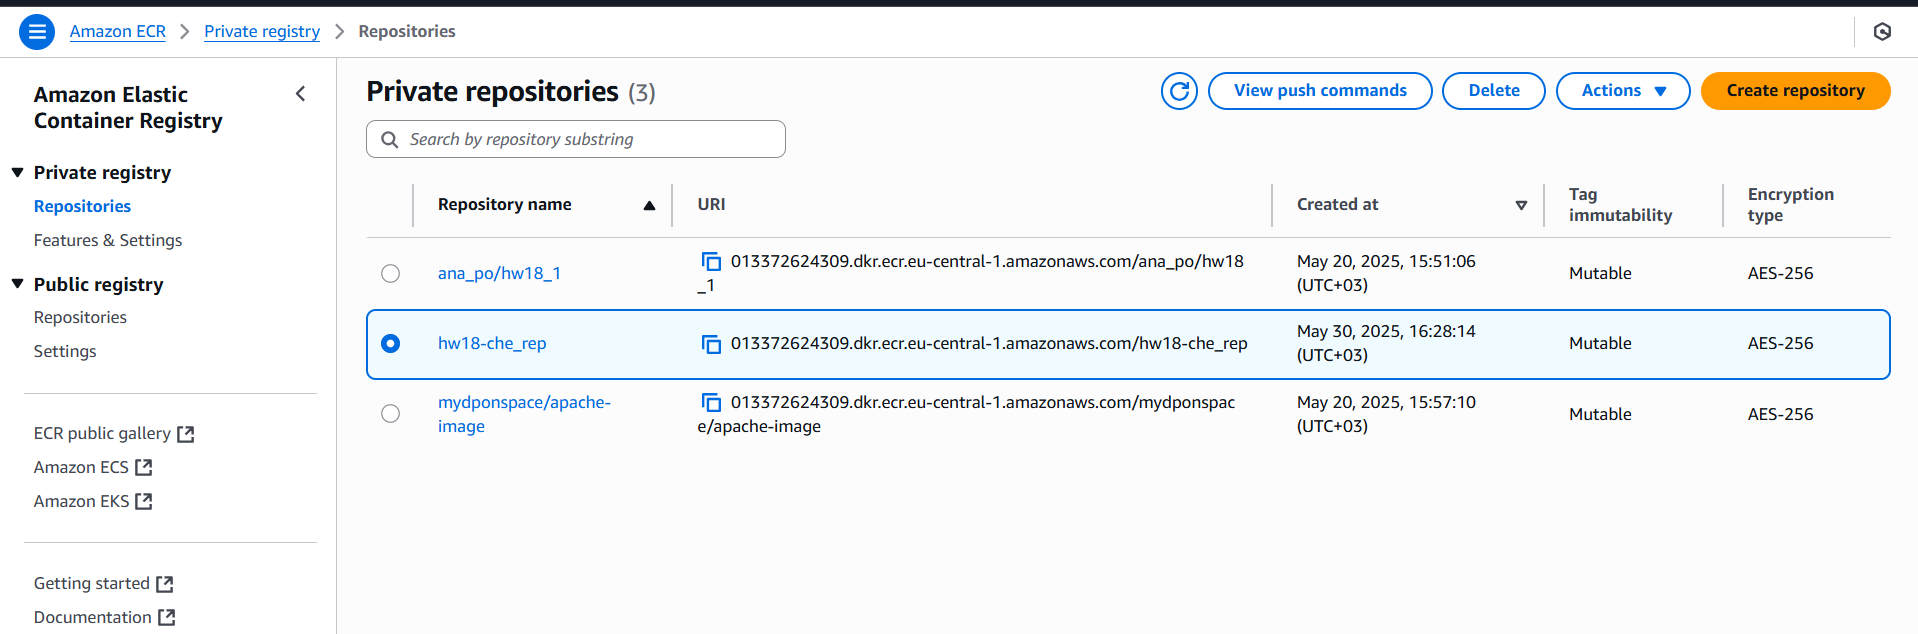 Amazon ECR > Private registry > Repositories
Amazon Elastic
Container Registry
Private registry
Repositories
Features & Settings
Public registry
Repositories
Settings
ECR public gallery
Amazon ECS
Amazon EKS
Getting started
Documentation
Private repositories (3)
View push commands
Delete
Actions
Create repository
Search by repository substring
Repository name
URI
Created at
Tag
immutability
Encryption
type
ana_po/hw18_1
013372624309.dkr.ecr.eu-central-1.amazonaws.com/ana_po/hw18
_1
May 20, 2025, 15:51:06
(UTC+03)
Mutable
AES-256
hw18-che_rep
013372624309.dkr.ecr.eu-central-1.amazonaws.com/hw18-che_rep
May 30, 2025, 16:28:14
(UTC+03)
Mutable
AES-256
mydponspace/apache-
image
013372624309.dkr.ecr.eu-central-1.amazonaws.com/mydponspac
e/apache-image
May 20, 2025, 15:57:10
(UTC+03)
Mutable
AES-256